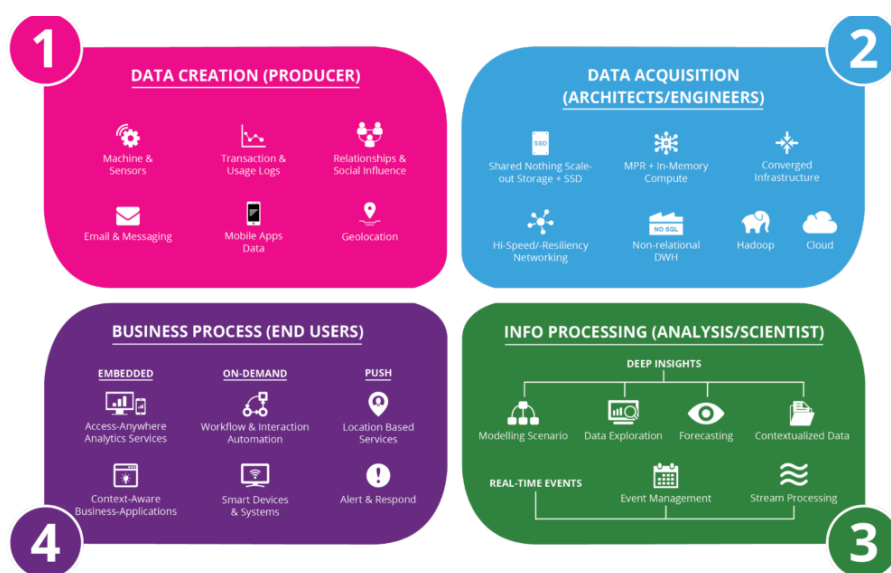 1
DATA CREATION (PRODUCER)
Machine &
Sensors
Transaction &
Usage Logs
Relationships &
Social Influence
Email & Messaging
Mobile Apps
Data
Geolocation
2
DATA ACQUISITION
(ARCHITECTS/ENGINEERS)
SSD
Shared Nothing Scale-
out Storage + SSD
MPR + In-Memory
Compute
Converged
Infrastructure
Hi-Speed/-Resiliency
Networking
NO SQL
Non-relational
DWH
Hadoop
Cloud
INFO PROCESSING (ANALYSIS/SCIENTIST)
DEEP INSIGHTS
Modelling Scenario
Data Exploration
Forecasting
Contextualized Data
REAL-TIME EVENTS
Event Management
Stream Processing
3
BUSINESS PROCESS (END USERS)
EMBEDDED
Access-Anywhere
Analytics Services
Context-Aware
Business-Applications
ON-DEMAND
Workflow & Interaction
Automation
Smart Devices
& Systems
PUSH
Location Based
Services
Alert & Respond
4